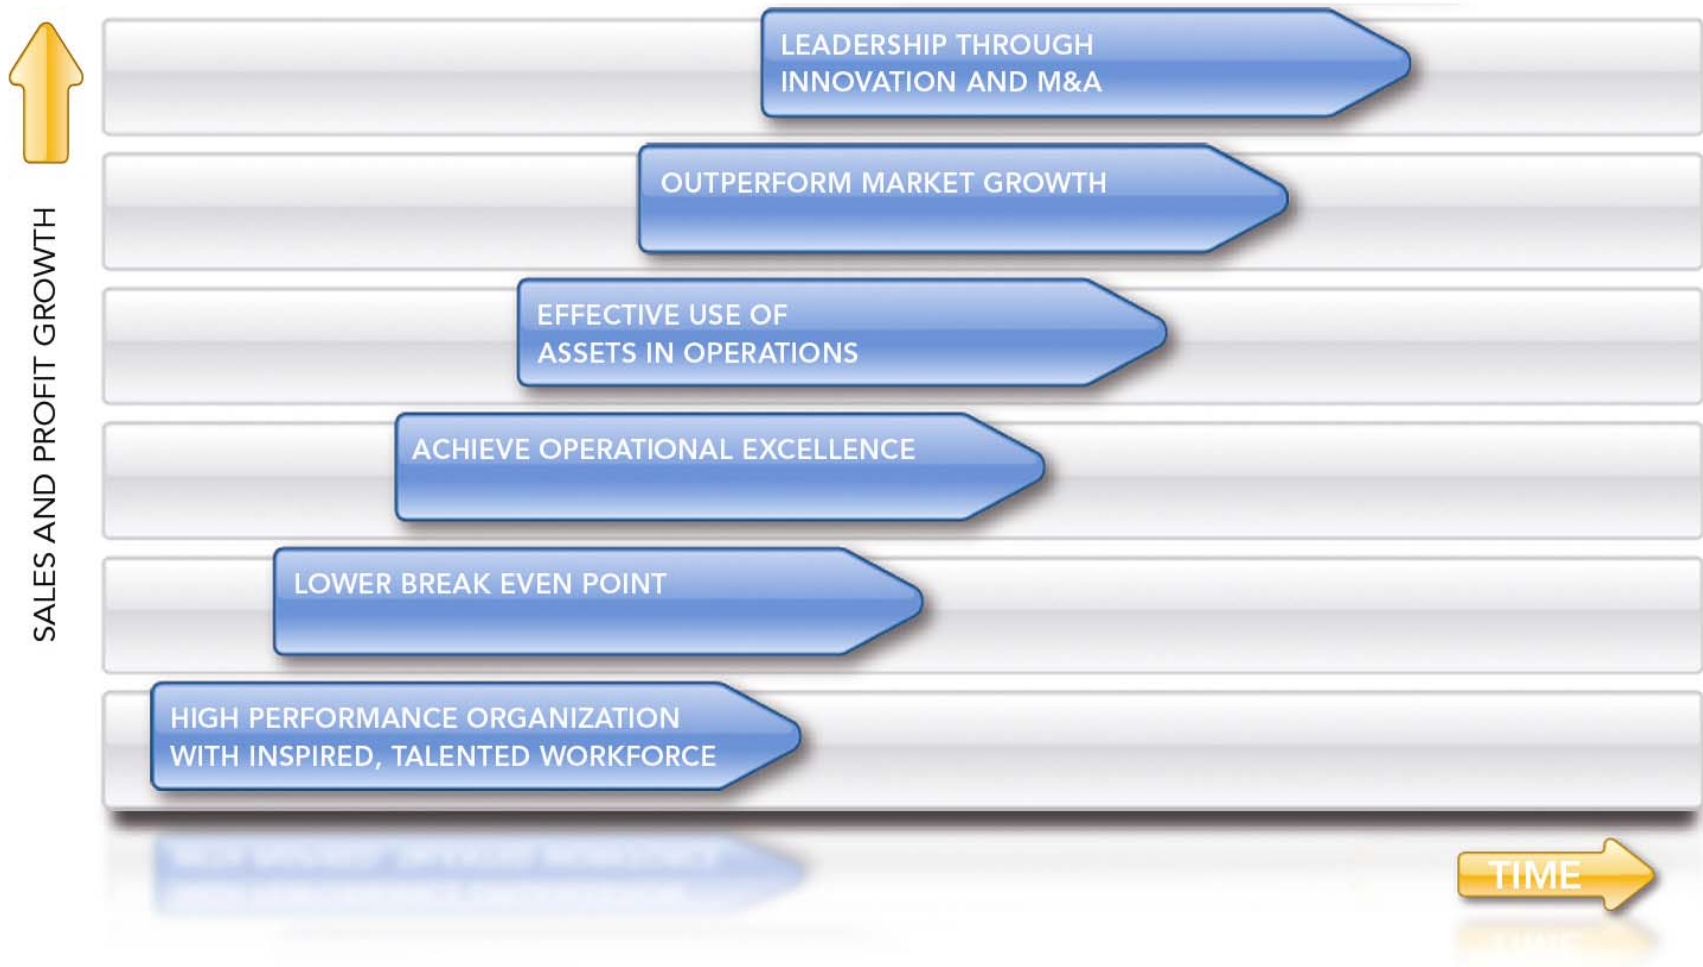 LEADERSHIP THROUGH
INNOVATION AND M&A
OUTPERFORM MARKET GROWTH
EFFECTIVE USE OF
ASSETS IN OPERATIONS
ACHIEVE OPERATIONAL EXCELLENCE
LOWER BREAK EVEN POINT
HIGH PERFORMANCE ORGANIZATION
WITH INSPIRED, TALENTED WORKFORCE
SALES AND PROFIT GROWTH
TIME